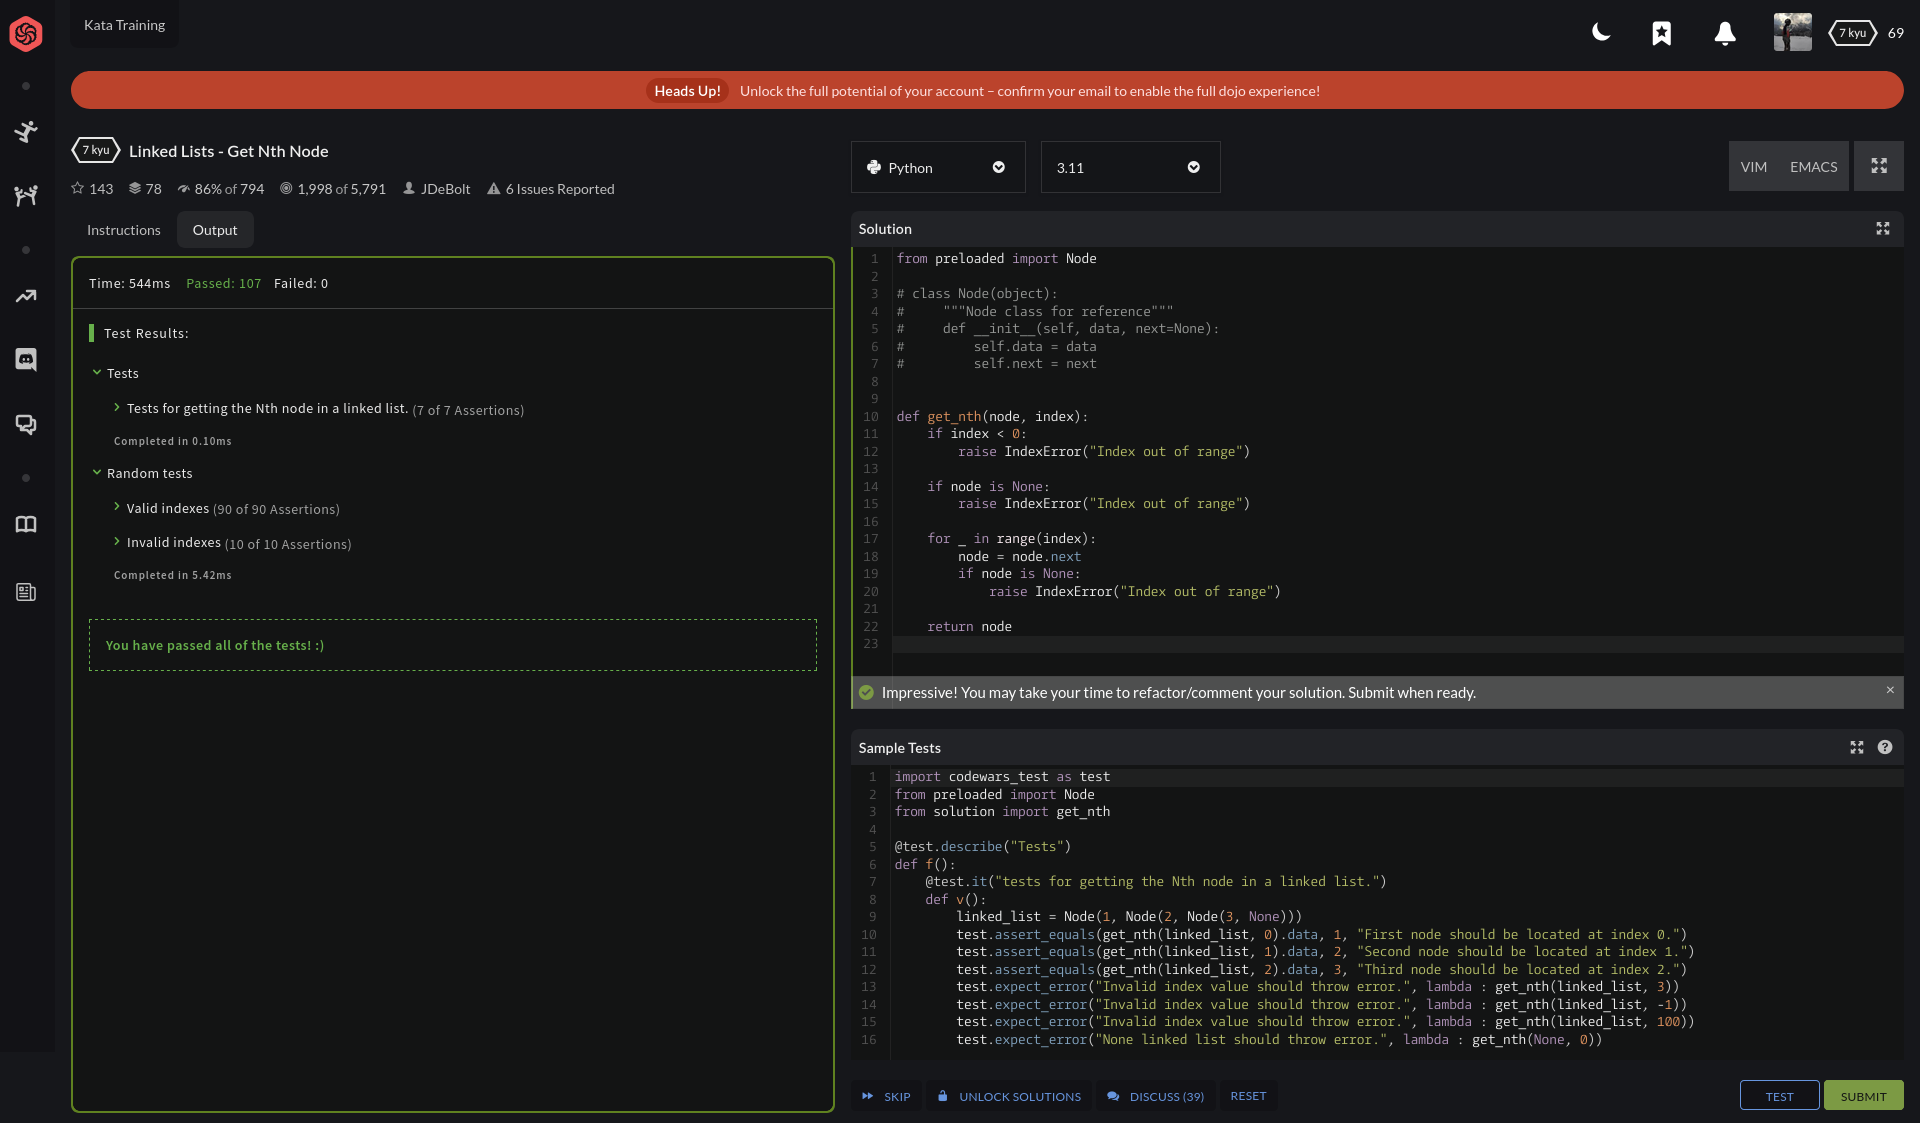 Kata Training
7 kyu 69
Heads Up! Unlock the full potential of your account – confirm your email to enable the full dojo experience!
7 kyu Linked Lists - Get Nth Node
143 78 86% of 794 1,998 of 5,791 JDeBolt 6 Issues Reported
Instructions Output
Time: 544ms Passed: 107 Failed: 0
Test Results:
Tests
Tests for getting the Nth node in a linked list. (7 of 7 Assertions)
Completed in 0.10ms
Random tests
Valid indexes (90 of 90 Assertions)
Invalid indexes (10 of 10 Assertions)
Completed in 5.42ms
You have passed all of the tests! :)
Python 3.11 VIM EMACS
Solution
1 from preloaded import Node
2
3 # class Node(object):
4 #     """Node class for reference"""
5 #     def __init__(self, data, next=None):
6 #         self.data = data
7 #         self.next = next
8
9
10 def get_nth(node, index):
11     if index < 0:
12         raise IndexError("Index out of range")
13
14     if node is None:
15         raise IndexError("Index out of range")
16
17     for _ in range(index):
18         node = node.next
19         if node is None:
20             raise IndexError("Index out of range")
21
22     return node
23
Impressive! You may take your time to refactor/comment your solution. Submit when ready. ×
Sample Tests
1 import codewars_test as test
2 from preloaded import Node
3 from solution import get_nth
4
5 @test.describe("Tests")
6 def f():
7     @test.it("tests for getting the Nth node in a linked list.")
8     def v():
9         linked_list = Node(1, Node(2, Node(3, None)))
10         test.assert_equals(get_nth(linked_list, 0).data, 1, "First node should be located at index 0.")
11         test.assert_equals(get_nth(linked_list, 1).data, 2, "Second node should be located at index 1.")
12         test.assert_equals(get_nth(linked_list, 2).data, 3, "Third node should be located at index 2.")
13         test.expect_error("Invalid index value should throw error.", lambda : get_nth(linked_list, 3))
14         test.expect_error("Invalid index value should throw error.", lambda : get_nth(linked_list, -1))
15         test.expect_error("Invalid index value should throw error.", lambda : get_nth(linked_list, 100))
16         test.expect_error("None linked list should throw error.", lambda : get_nth(None, 0))
SKIP UNLOCK SOLUTIONS DISCUSS (39) RESET TEST SUBMIT